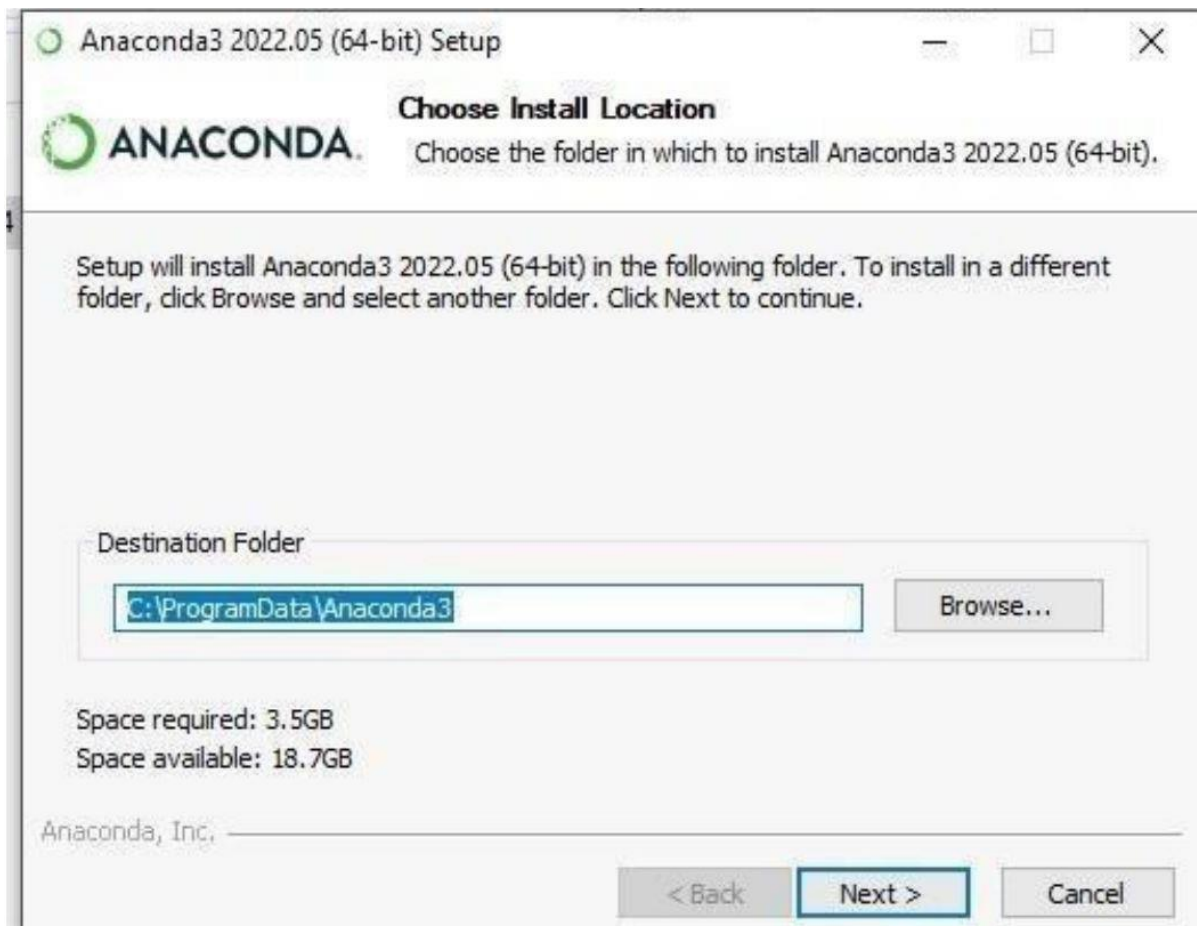 Anaconda3 2022.05 (64-bit) Setup
Choose Install Location
ANACONDA.
Choose the folder in which to install Anaconda3 2022.05 (64-bit).
4
Setup will install Anaconda3 2022.05 (64-bit) in the following folder. To install in a different
folder, click Browse and select another folder. Click Next to continue.
Destination Folder
C:\ProgramData\Anaconda3
Browse...
Space required: 3.5GB
Space available: 18.7GB
Anaconda, Inc.
< Back
Next >
Cancel